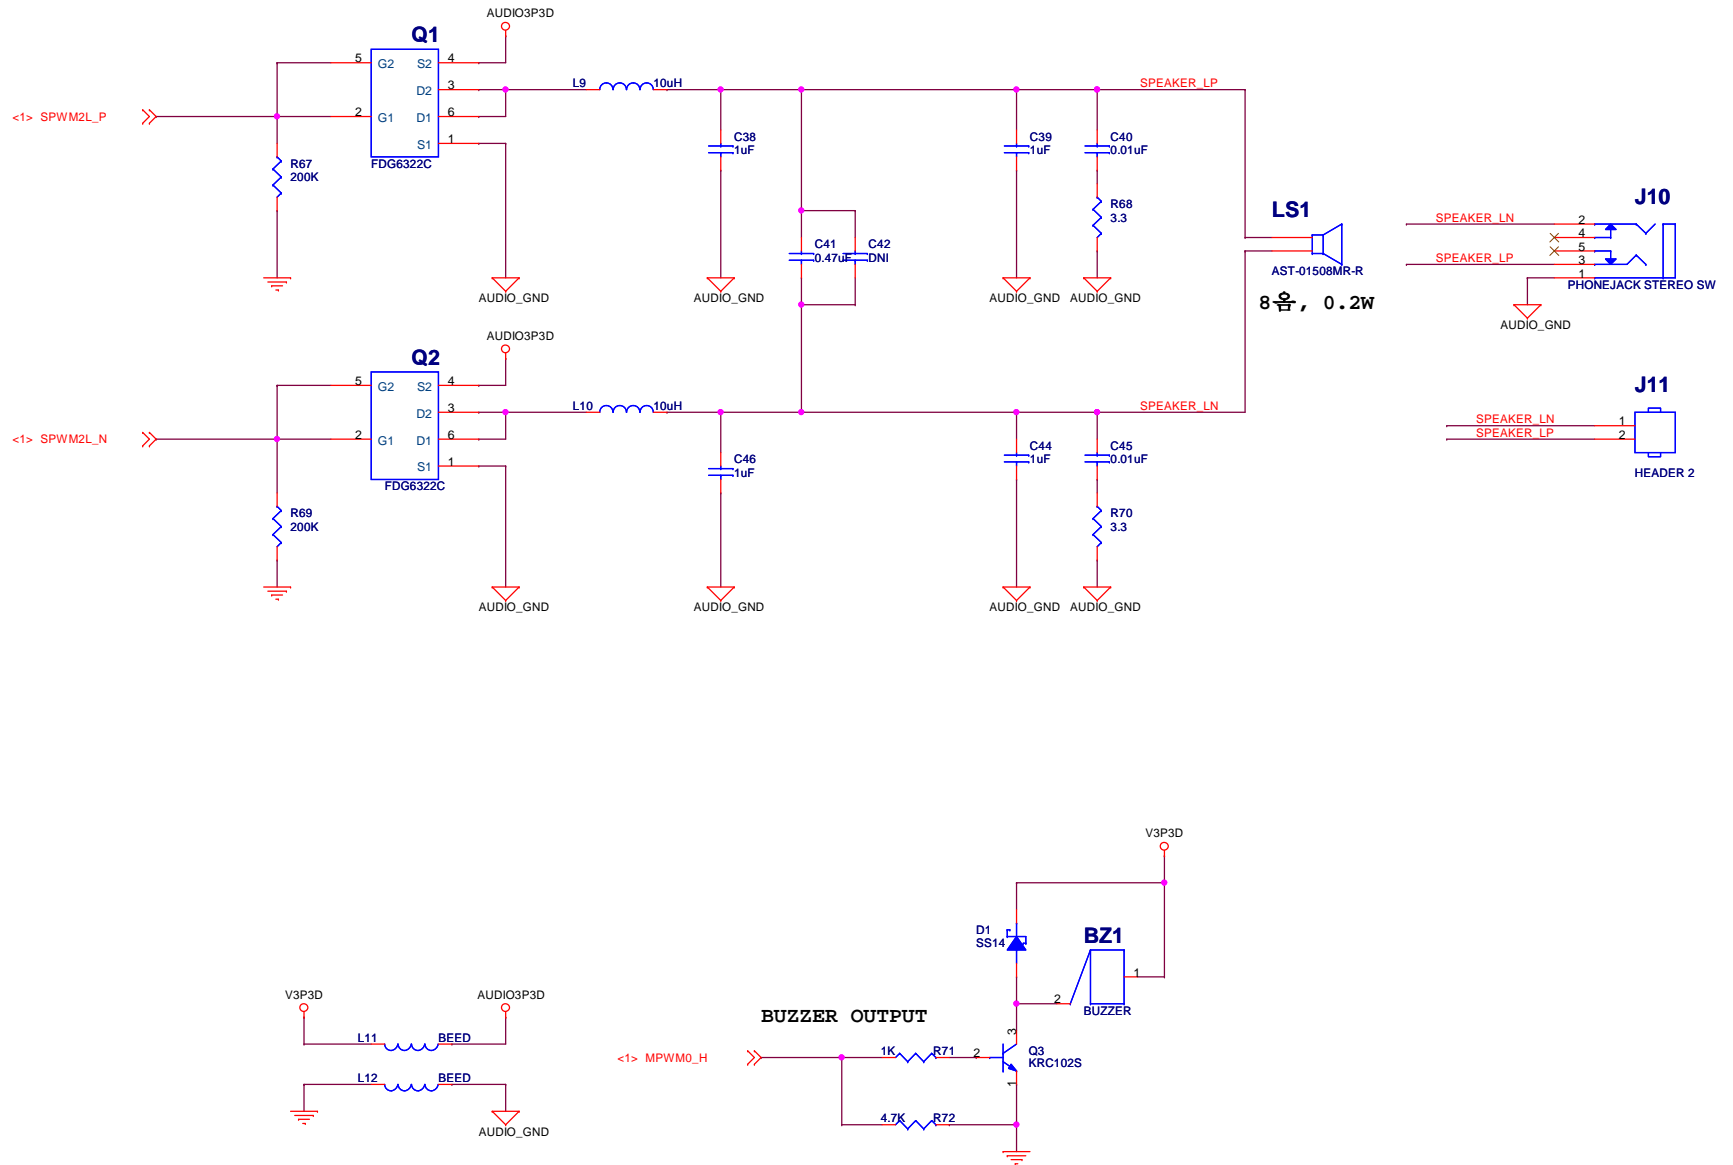 AUDIO3P3D
Q1
5 G2 S2 4
D2 3
L9 10uH
SPEAKER_LP
<1> SPWM2L_P
2 G1 D1 6
S1 1
FDG6322C
R67
200K
C38
1uF
C39
1uF
C40
0.01uF
R68
3.3
C41
0.47uF
C42
DNI
AUDIO_GND
AUDIO_GND
AUDIO_GND
AUDIO_GND
LS1
AST-01508MR-R
8옴, 0.2W
J10
SPEAKER_LN 2
4
5
SPEAKER_LP 3
1
PHONEJACK STEREO SW
AUDIO_GND
AUDIO3P3D
Q2
5 G2 S2 4
D2 3
L10 10uH
SPEAKER_LN
<1> SPWM2L_N
2 G1 D1 6
S1 1
FDG6322C
R69
200K
C46
1uF
C44
1uF
C45
0.01uF
R70
3.3
AUDIO_GND
AUDIO_GND
AUDIO_GND
AUDIO_GND
J11
SPEAKER_LN 1
SPEAKER_LP 2
HEADER 2
V3P3D
D1
SS14
BZ1
1
2
BUZZER
V3P3D
AUDIO3P3D
L11 BEED
L12 BEED
AUDIO_GND
BUZZER OUTPUT
<1> MPWM0_H
1K R71 2
3
Q3
KRC102S
1
4.7K R72